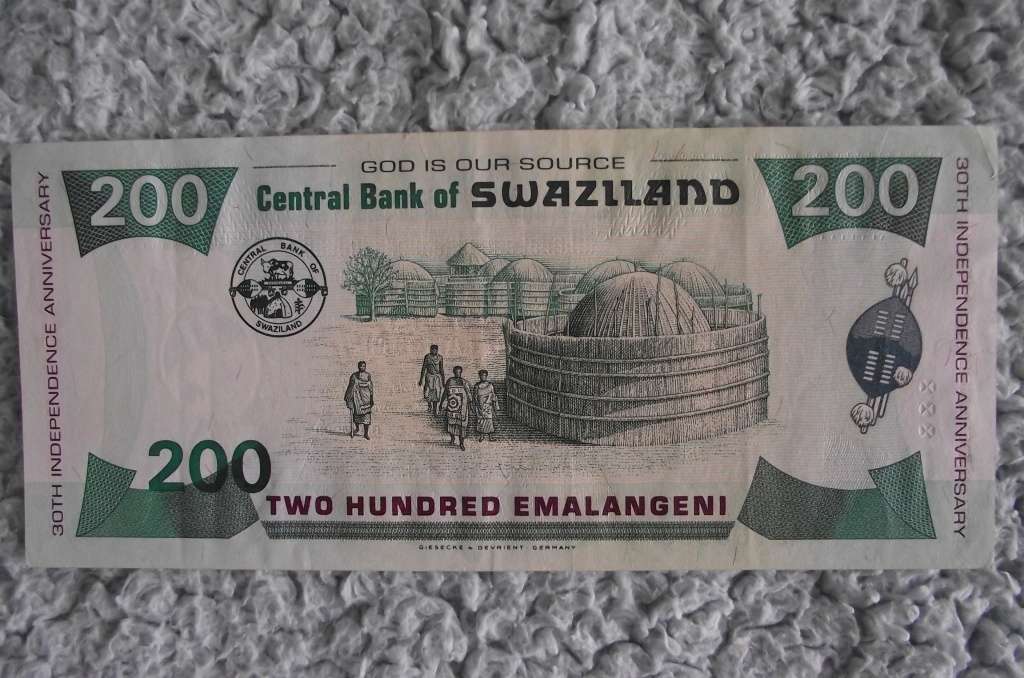 GOD IS OUR SOURCE
Central Bank of SWAZILAND
200
200
30TH INDEPENDENCE ANNIVERSARY
30TH INDEPENDENCE ANNIVERSARY
CENTRAL BANK OF
SWAZILAND
200
TWO HUNDRED EMALANGENI
GIESECKE & DEVRIENT GERMANY